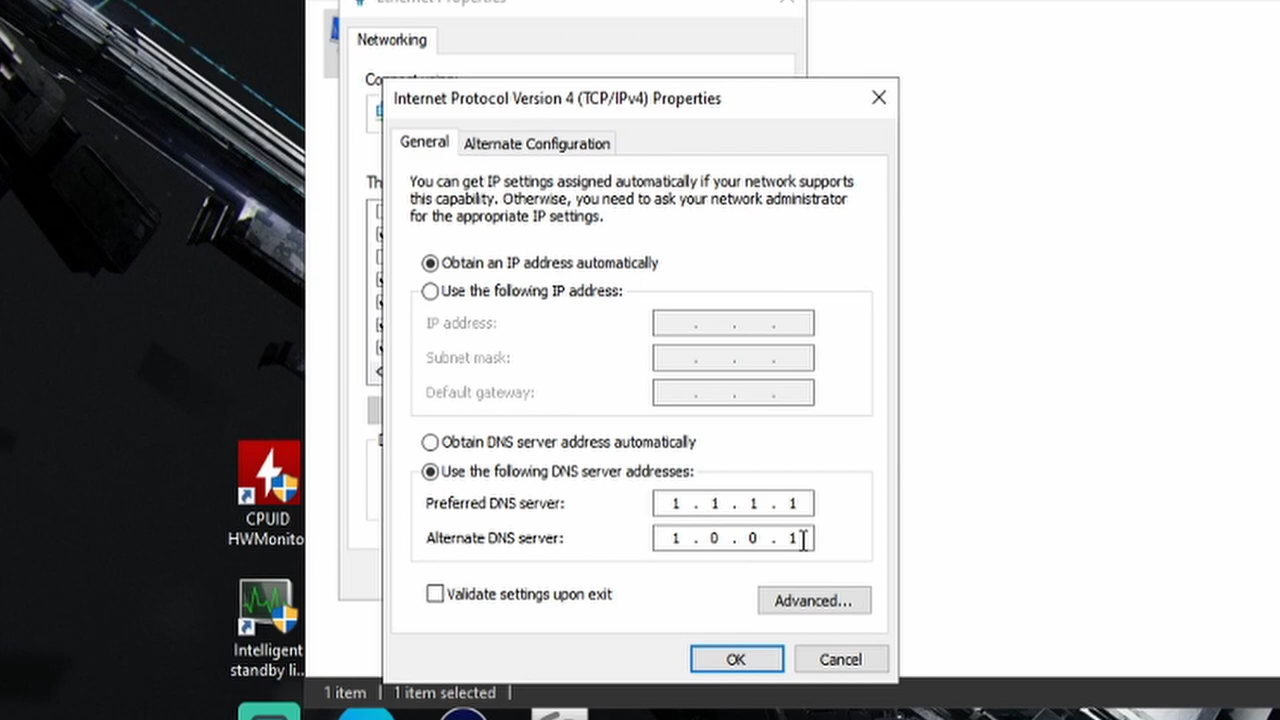 Ethernet Properties
Networking
Internet Protocol Version 4 (TCP/IPv4) Properties
General
Alternate Configuration
You can get IP settings assigned automatically if your network supports
this capability. Otherwise, you need to ask your network administrator
for the appropriate IP settings.
Obtain an IP address automatically
Use the following IP address:
IP address: . . .
Subnet mask: . . .
Default gateway: . . .
Obtain DNS server address automatically
Use the following DNS server addresses:
Preferred DNS server: 1 . 1 . 1 . 1
Alternate DNS server: 1 . 0 . 0 . 1
Validate settings upon exit
Advanced...
OK
Cancel
CPUID
HWMonito
Intelligent
standby li...
1 item | 1 item selected |